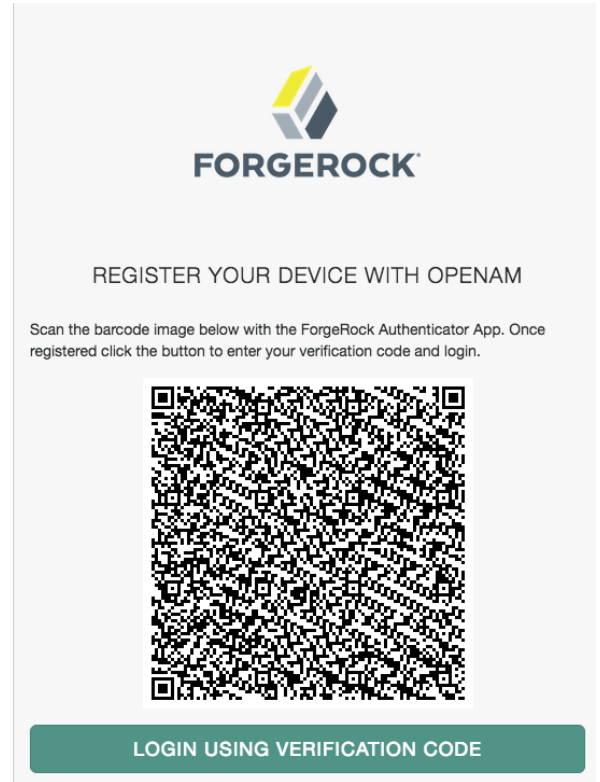 FORGEROCK
REGISTER YOUR DEVICE WITH OPENAM
Scan the barcode image below with the ForgeRock Authenticator App. Once
registered click the button to enter your verification code and login.
LOGIN USING VERIFICATION CODE